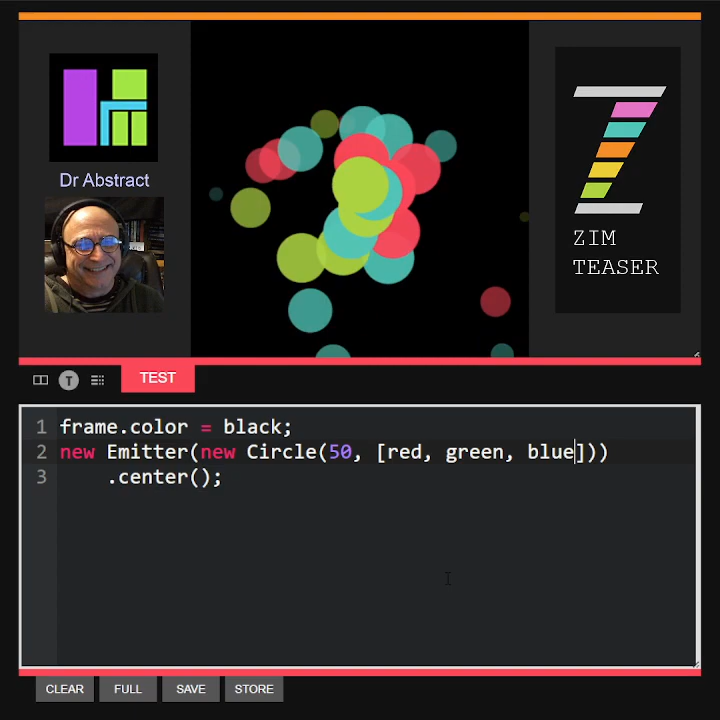 Dr Abstract
ZIM
TEASER
T
TEST
1 frame.color = black;
2 new Emitter(new Circle(50, [red, green, blue]))
3     .center();
CLEAR FULL SAVE STORE